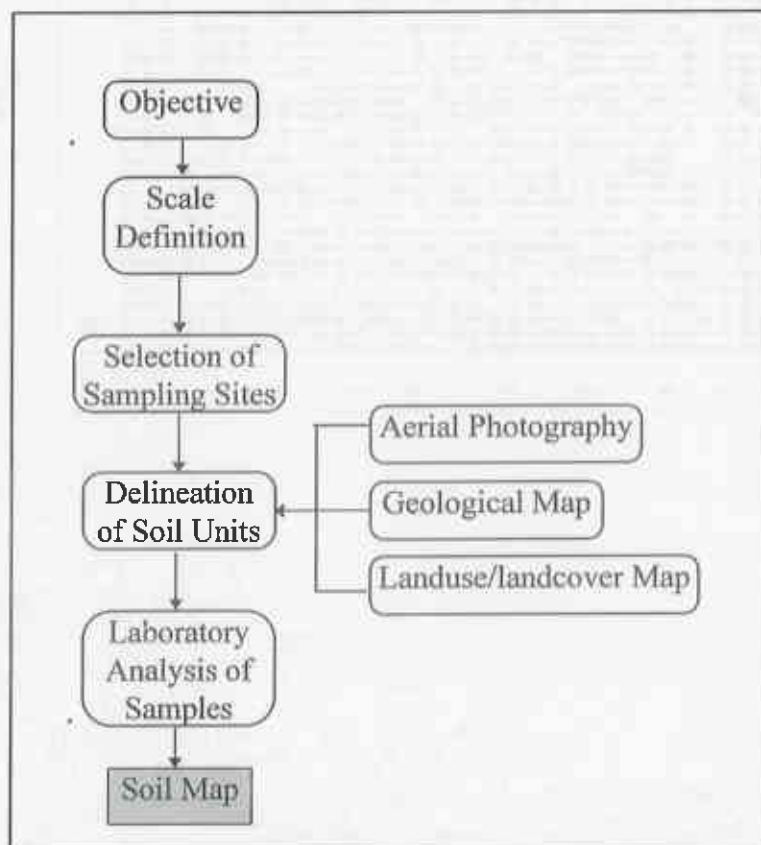 Objective
Scale
Definition
Selection of
Sampling Sites
Delineation
of Soil Units
Aerial Photography
Geological Map
Landuse/landcover Map
Laboratory
Analysis of
Samples
Soil Map